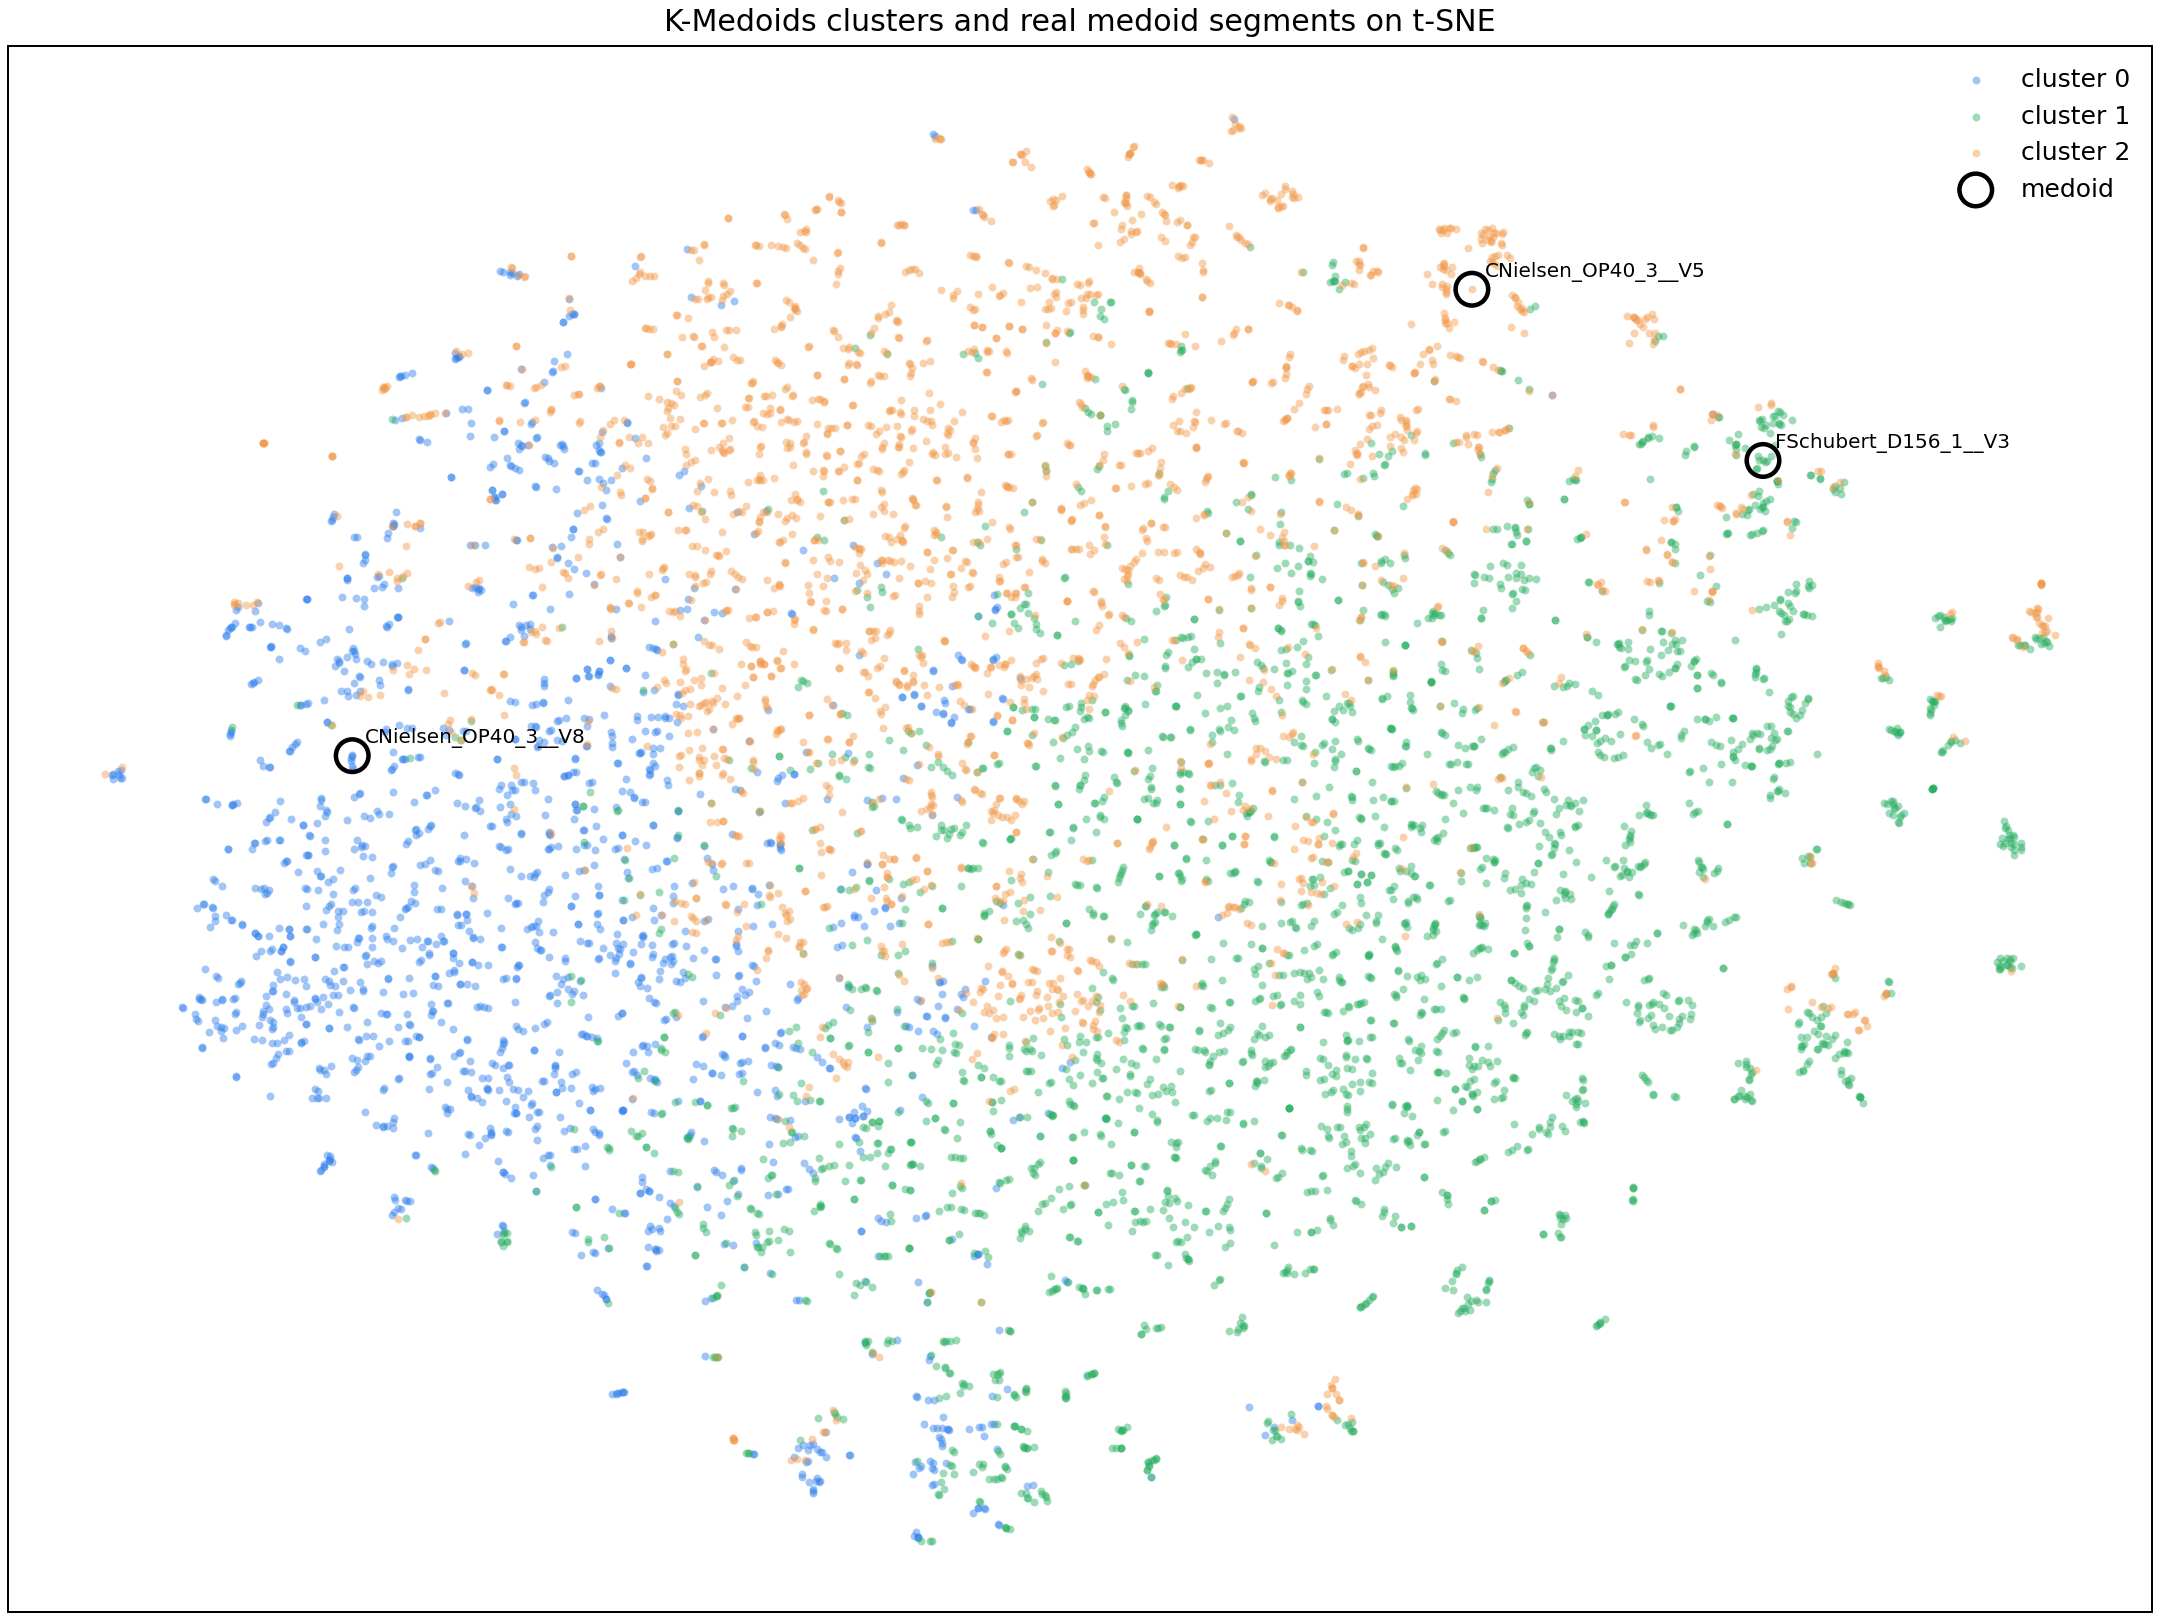 K-Medoids clusters and real medoid segments on t-SNE
cluster 0
cluster 1
cluster 2
medoid
CNielsen_OP40_3__V5
FSchubert_D156_1__V3
CNielsen_OP40_3__V8